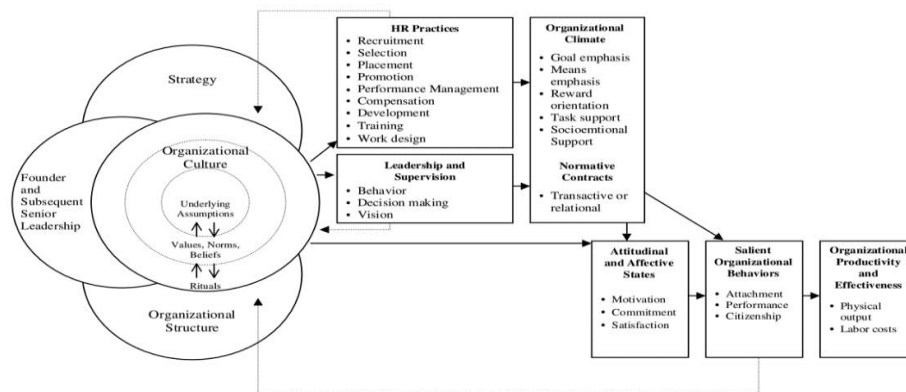 Strategy
Founder
and
Subsequent
Senior
Leadership
Organizational
Culture
Underlying
Assumptions
Values, Norms,
Beliefs
Rituals
Organizational
Structure
HR Practices
• Recruitment
• Selection
• Placement
• Promotion
• Performance Management
• Compensation
• Development
• Training
• Work design
Leadership and
Supervision
• Behavior
• Decision making
• Vision
Organizational
Climate
• Goal emphasis
• Means
emphasis
• Reward
orientation
• Task support
• Socioemtional
Support
Normative
Contracts
• Transactive or
relational
Attitudinal
and Affective
States
• Motivation
• Commitment
• Satisfaction
Salient
Organizational
Behaviors
• Attachment
• Performance
• Citizenship
Organizational
Productivity
and
Effectiveness
• Physical
output
• Labor costs